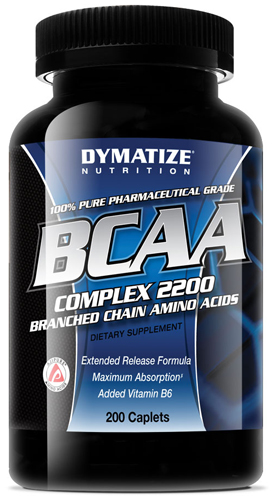 DYMATIZE®
NUTRITION
100% PURE PHARMACEUTICAL GRADE
BCAA
COMPLEX 2200
BRANCHED CHAIN AMINO ACIDS
DIETARY SUPPLEMENT
Extended Release Formula
Maximum Absorption‡
Added Vitamin B6
200 Caplets